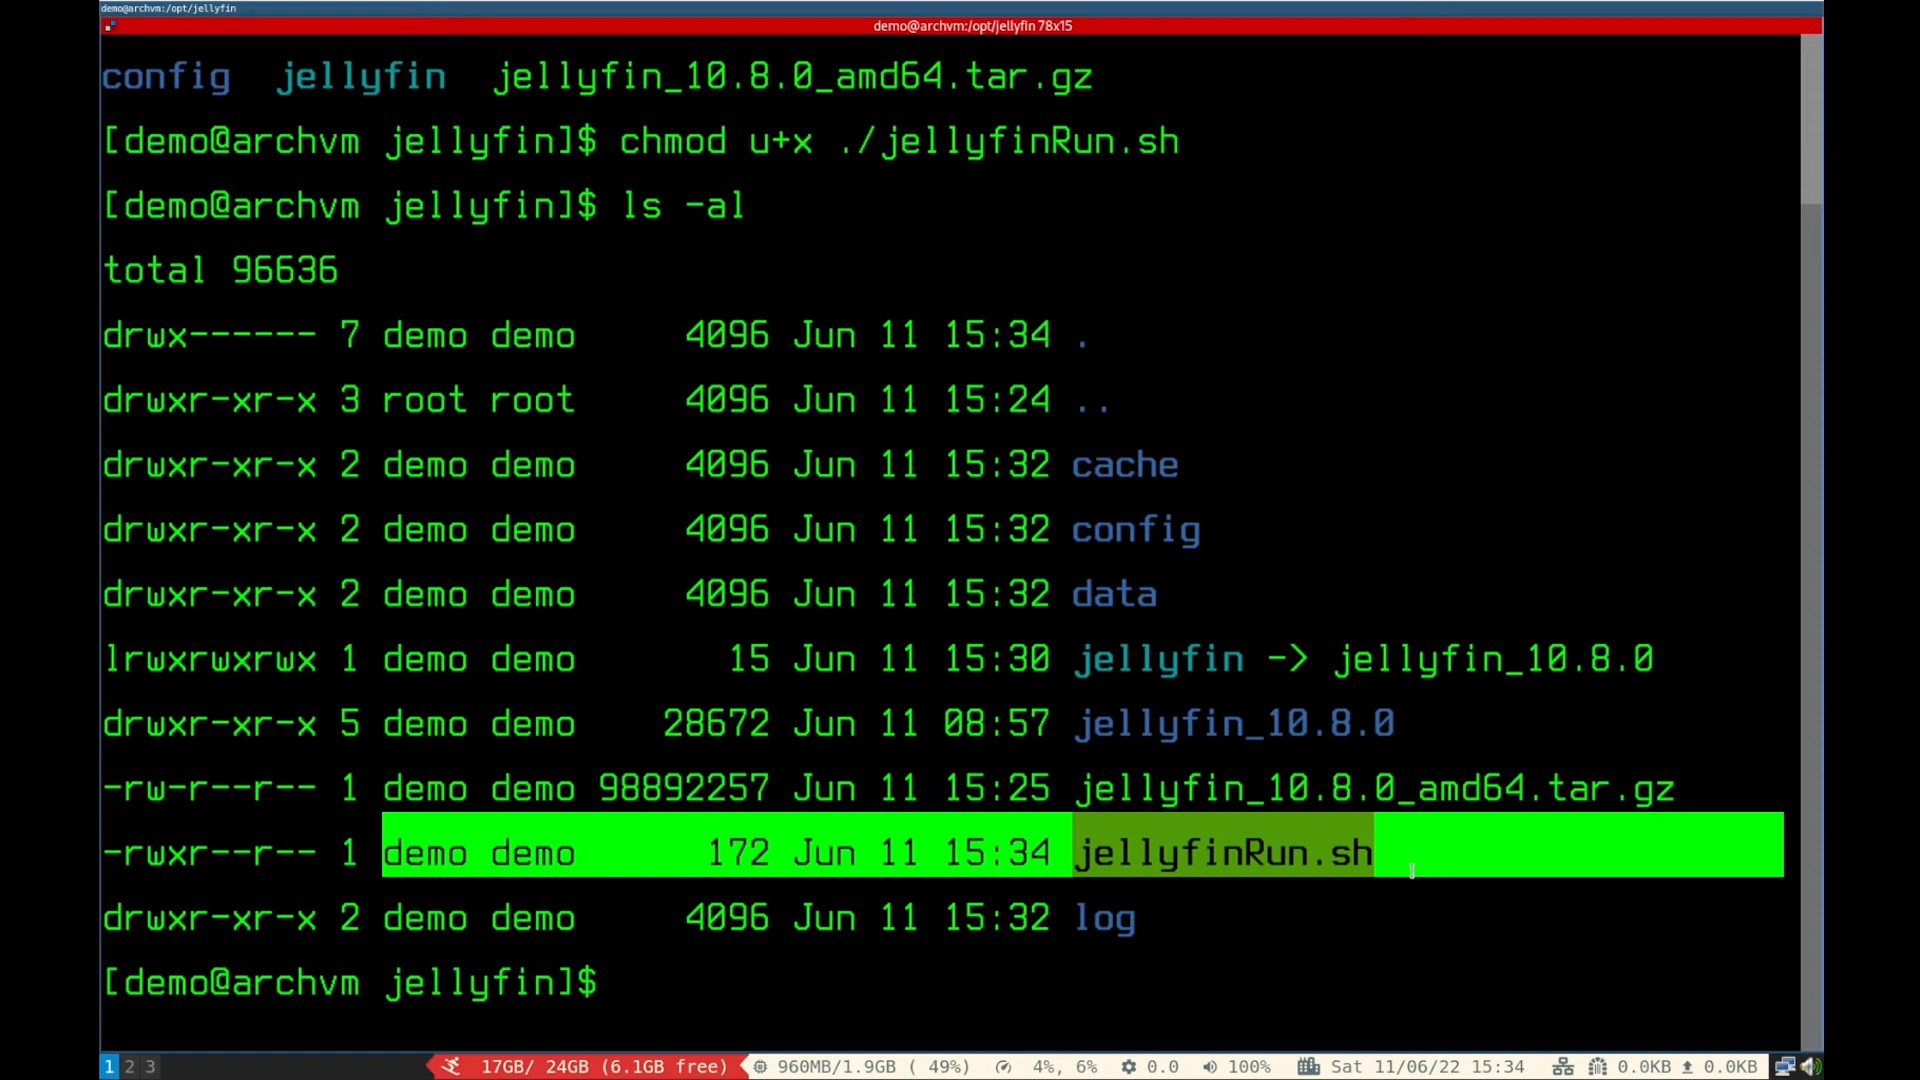 demo@archvm:/opt/jellyfin
demo@archvm:/opt/jellyfin 78x15
config  jellyfin  jellyfin_10.8.0_amd64.tar.gz
[demo@archvm jellyfin]$ chmod u+x ./jellyfinRun.sh
[demo@archvm jellyfin]$ ls -al
total 96636
drwx------ 7 demo demo     4096 Jun 11 15:34 .
drwxr-xr-x 3 root root     4096 Jun 11 15:24 ..
drwxr-xr-x 2 demo demo     4096 Jun 11 15:32 cache
drwxr-xr-x 2 demo demo     4096 Jun 11 15:32 config
drwxr-xr-x 2 demo demo     4096 Jun 11 15:32 data
lrwxrwxrwx 1 demo demo       15 Jun 11 15:30 jellyfin -> jellyfin_10.8.0
drwxr-xr-x 5 demo demo    28672 Jun 11 08:57 jellyfin_10.8.0
-rw-r--r-- 1 demo demo 98892257 Jun 11 15:25 jellyfin_10.8.0_amd64.tar.gz
-rwxr--r-- 1 demo demo      172 Jun 11 15:34 jellyfinRun.sh
drwxr-xr-x 2 demo demo     4096 Jun 11 15:32 log
[demo@archvm jellyfin]$
1 2 3 17GB/ 24GB (6.1GB free) 960MB/1.9GB ( 49%) 4%, 6% 0.0 100% Sat 11/06/22 15:34 0.0KB 0.0KB